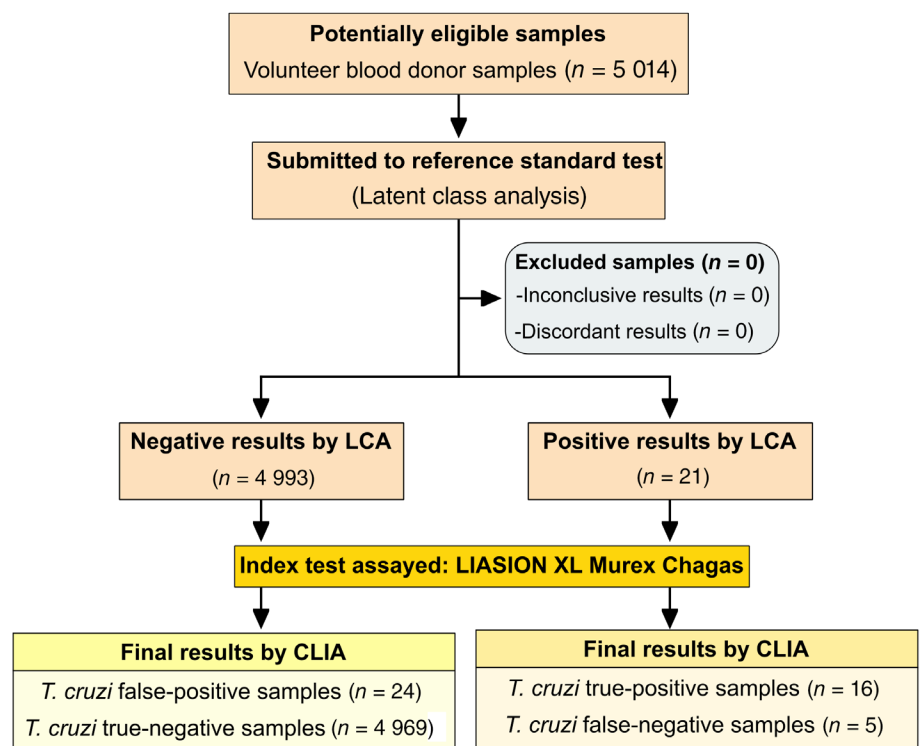 Potentially eligible samples
Volunteer blood donor samples (n = 5 014)
Submitted to reference standard test
(Latent class analysis)
Excluded samples (n = 0)
-Inconclusive results (n = 0)
-Discordant results (n = 0)
Negative results by LCA
(n = 4 993)
Positive results by LCA
(n = 21)
Index test assayed: LIASION XL Murex Chagas
Final results by CLIA
T. cruzi false-positive samples (n = 24)
T. cruzi true-negative samples (n = 4 969)
Final results by CLIA
T. cruzi true-positive samples (n = 16)
T. cruzi false-negative samples (n = 5)